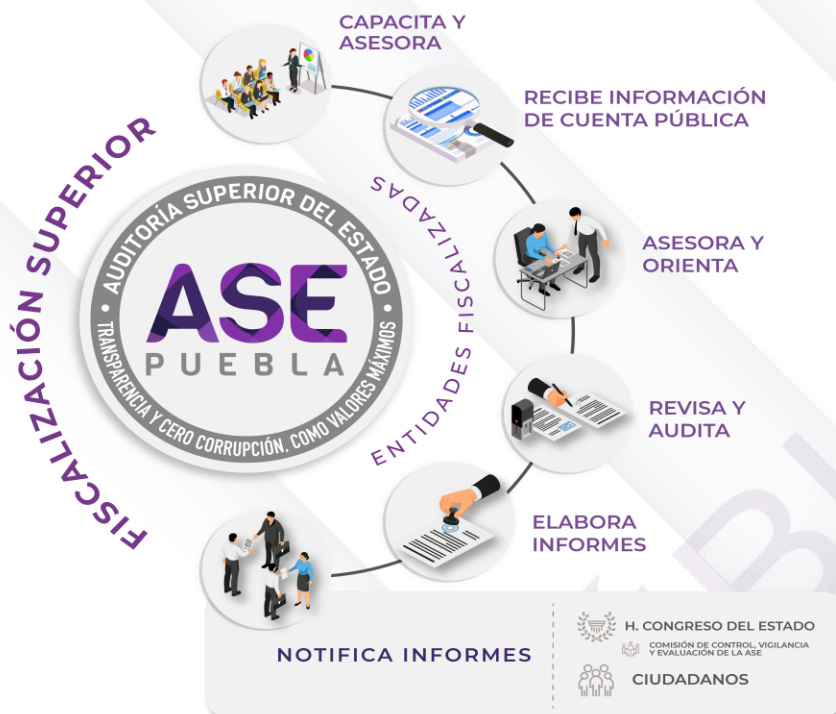 CAPACITA Y
ASESORA
RECIBE INFORMACIÓN
DE CUENTA PÚBLICA
FISCALIZACIÓN SUPERIOR
AUDITORÍA SUPERIOR DEL ESTADO
ASE
PUEBLA
• TRANSPARENCIA Y CERO CORRUPCIÓN, COMO VALORES MÁXIMOS •
ENTIDADES FISCALIZADAS
ASESORA Y
ORIENTA
REVISA Y
AUDITA
ELABORA
INFORMES
NOTIFICA INFORMES
H. CONGRESO DEL ESTADO
COMISIÓN DE CONTROL, VIGILANCIA
Y EVALUACIÓN DE LA ASE
CIUDADANOS